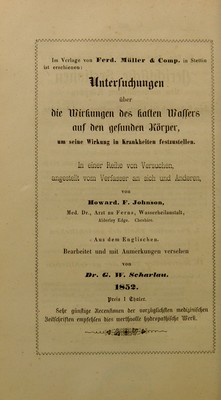 Im Verlage von Ferd. Müller & Comp. in Stettin
ist erschienen:
Untersuchungen
über
die Wirkungen des kalten Wassers
auf den gesunden Körper,
um seine Wirkung in Krankheiten festzustellen.
In einer Reihe von Versuchen,
angestellt vom Verfasser an sich und Anderen,
von
Howard. F. Johnson,
Med. Dr., Arzt zu Wasserheilanstalt,
Edgey Edge. Cheshire.
Aus dem Englischen.
Bearbeitet und mit Anmerkungen versehen
von
Dr. G. W. Scharlau.
1852.
Preis 1 Thaler.
Sehr günstige Recensionen der vorzüglichsten medizinischen
Zeitschriften empfehlen dies werthvolle hydropathische Werk.